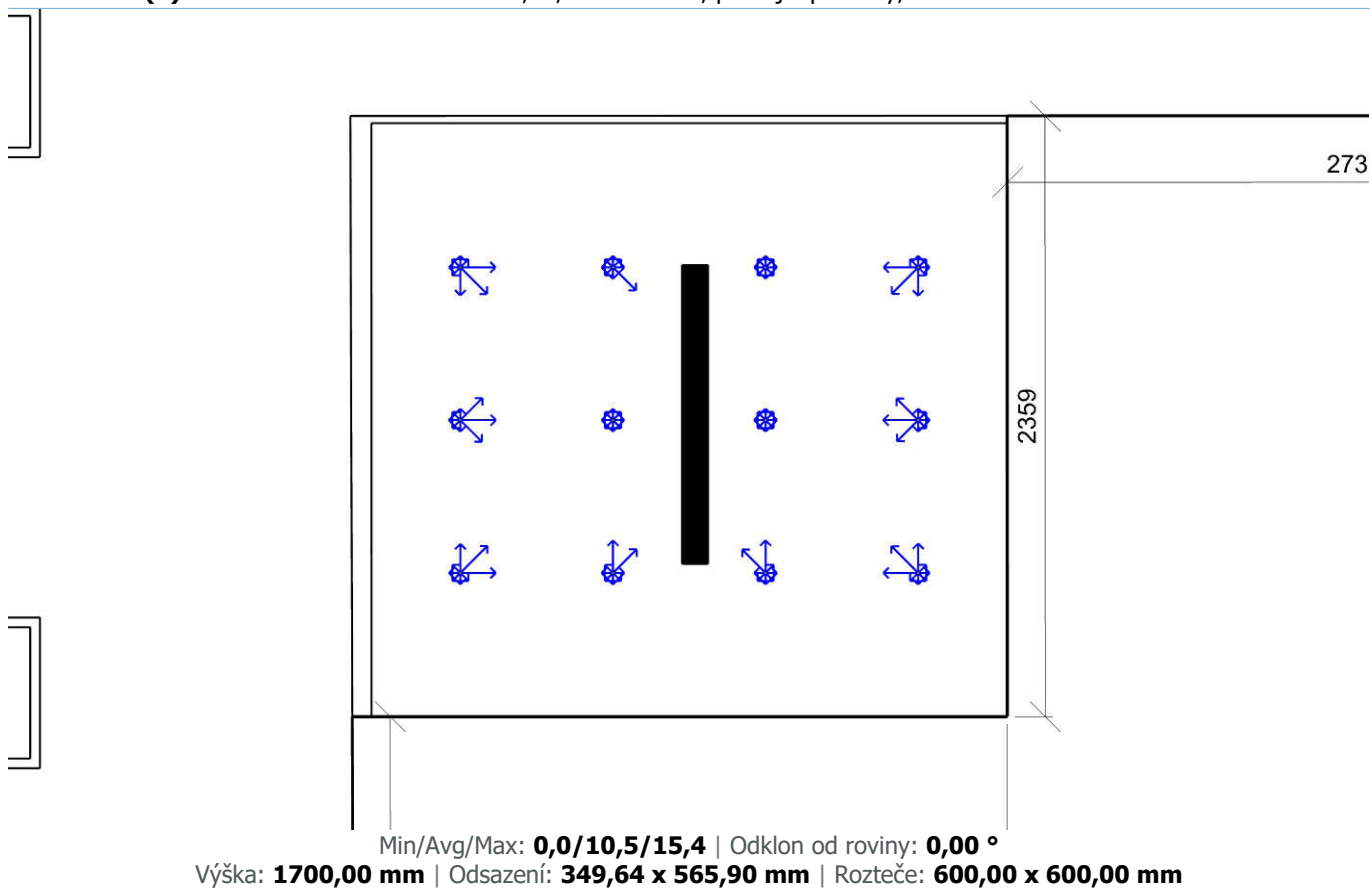 273
2359
Min/Avg/Max: 0,0/10,5/15,4 | Odklon od roviny: 0,00 °
Výška: 1700,00 mm | Odsazení: 349,64 x 565,90 mm | Rozteče: 600,00 x 600,00 mm